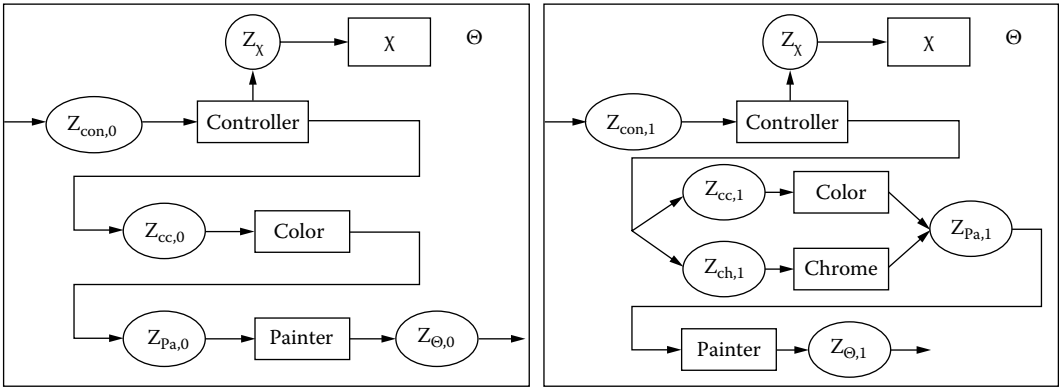 Z_χ
χ
Θ
Z_con,0
Controller
Z_cc,0
Color
Z_Pa,0
Painter
Z_Θ,0
Z_χ
χ
Θ
Z_con,1
Controller
Z_cc,1
Color
Z_Pa,1
Z_ch,1
Chrome
Painter
Z_Θ,1